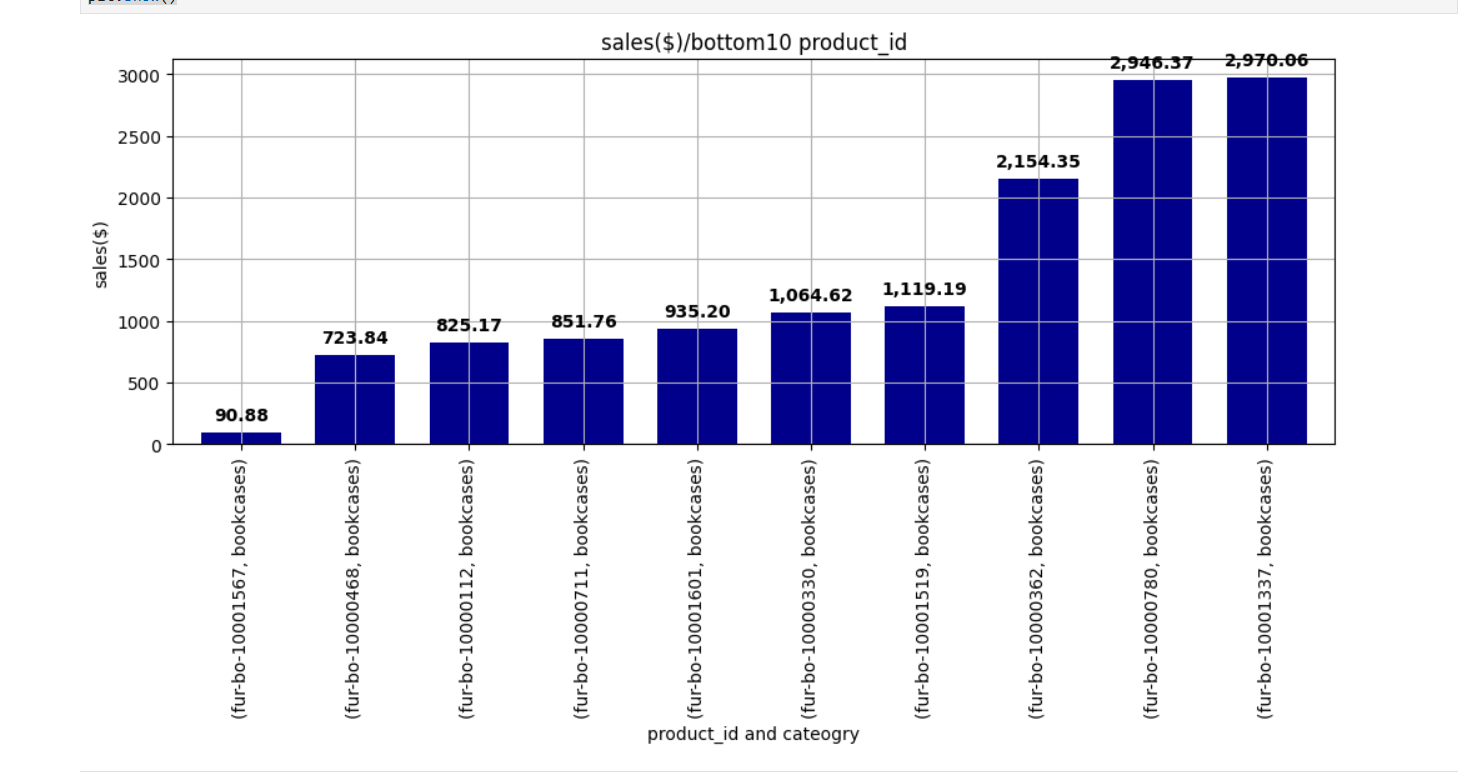 sales($)/bottom10 product_id
3000
2500
2000
1500
1000
500
0
sales($)
90.88
723.84
825.17
851.76
935.20
1,064.62
1,119.19
2,154.35
2,946.37
2,970.06
(fur-bo-10001567, bookcases)
(fur-bo-10000468, bookcases)
(fur-bo-10000112, bookcases)
(fur-bo-10000711, bookcases)
(fur-bo-10001601, bookcases)
(fur-bo-10000330, bookcases)
(fur-bo-10001519, bookcases)
(fur-bo-10000362, bookcases)
(fur-bo-10000780, bookcases)
(fur-bo-10001337, bookcases)
product_id and cateogry